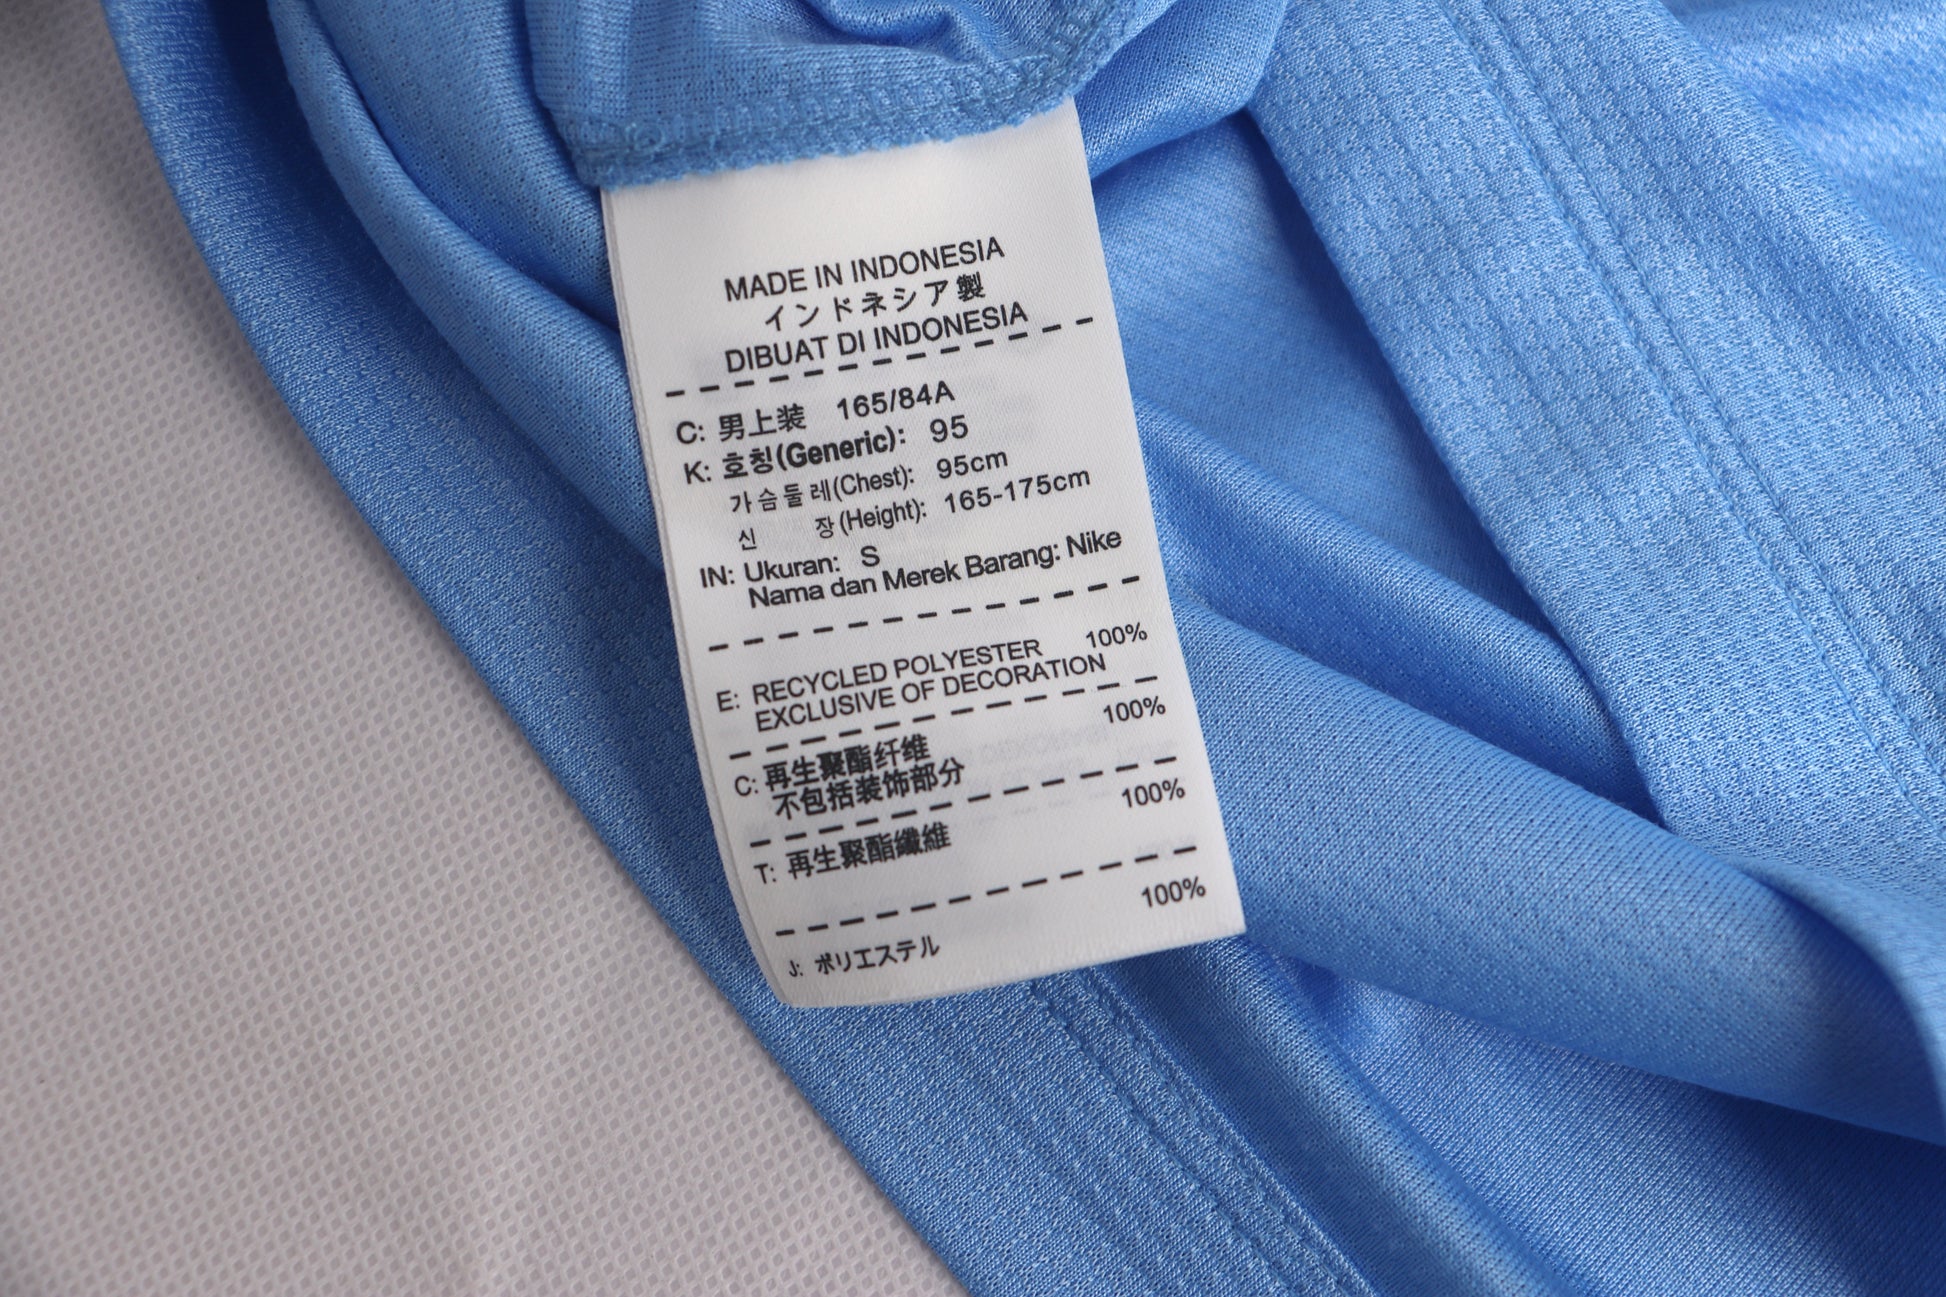 MADE IN INDONESIA
インドネシア製
DIBUAT DI INDONESIA
C: 男上装 165/84A
K: 호칭(Generic): 95
가슴둘레(Chest): 95cm
신 장(Height): 165-175cm
IN: Ukuran: S
Nama dan Merek Barang: Nike
E: RECYCLED POLYESTER 100%
EXCLUSIVE OF DECORATION
C: 再生聚酯纤维 100%
不包括装饰部分
T: 再生聚酯纖維 100%
J: ポリエステル 100%